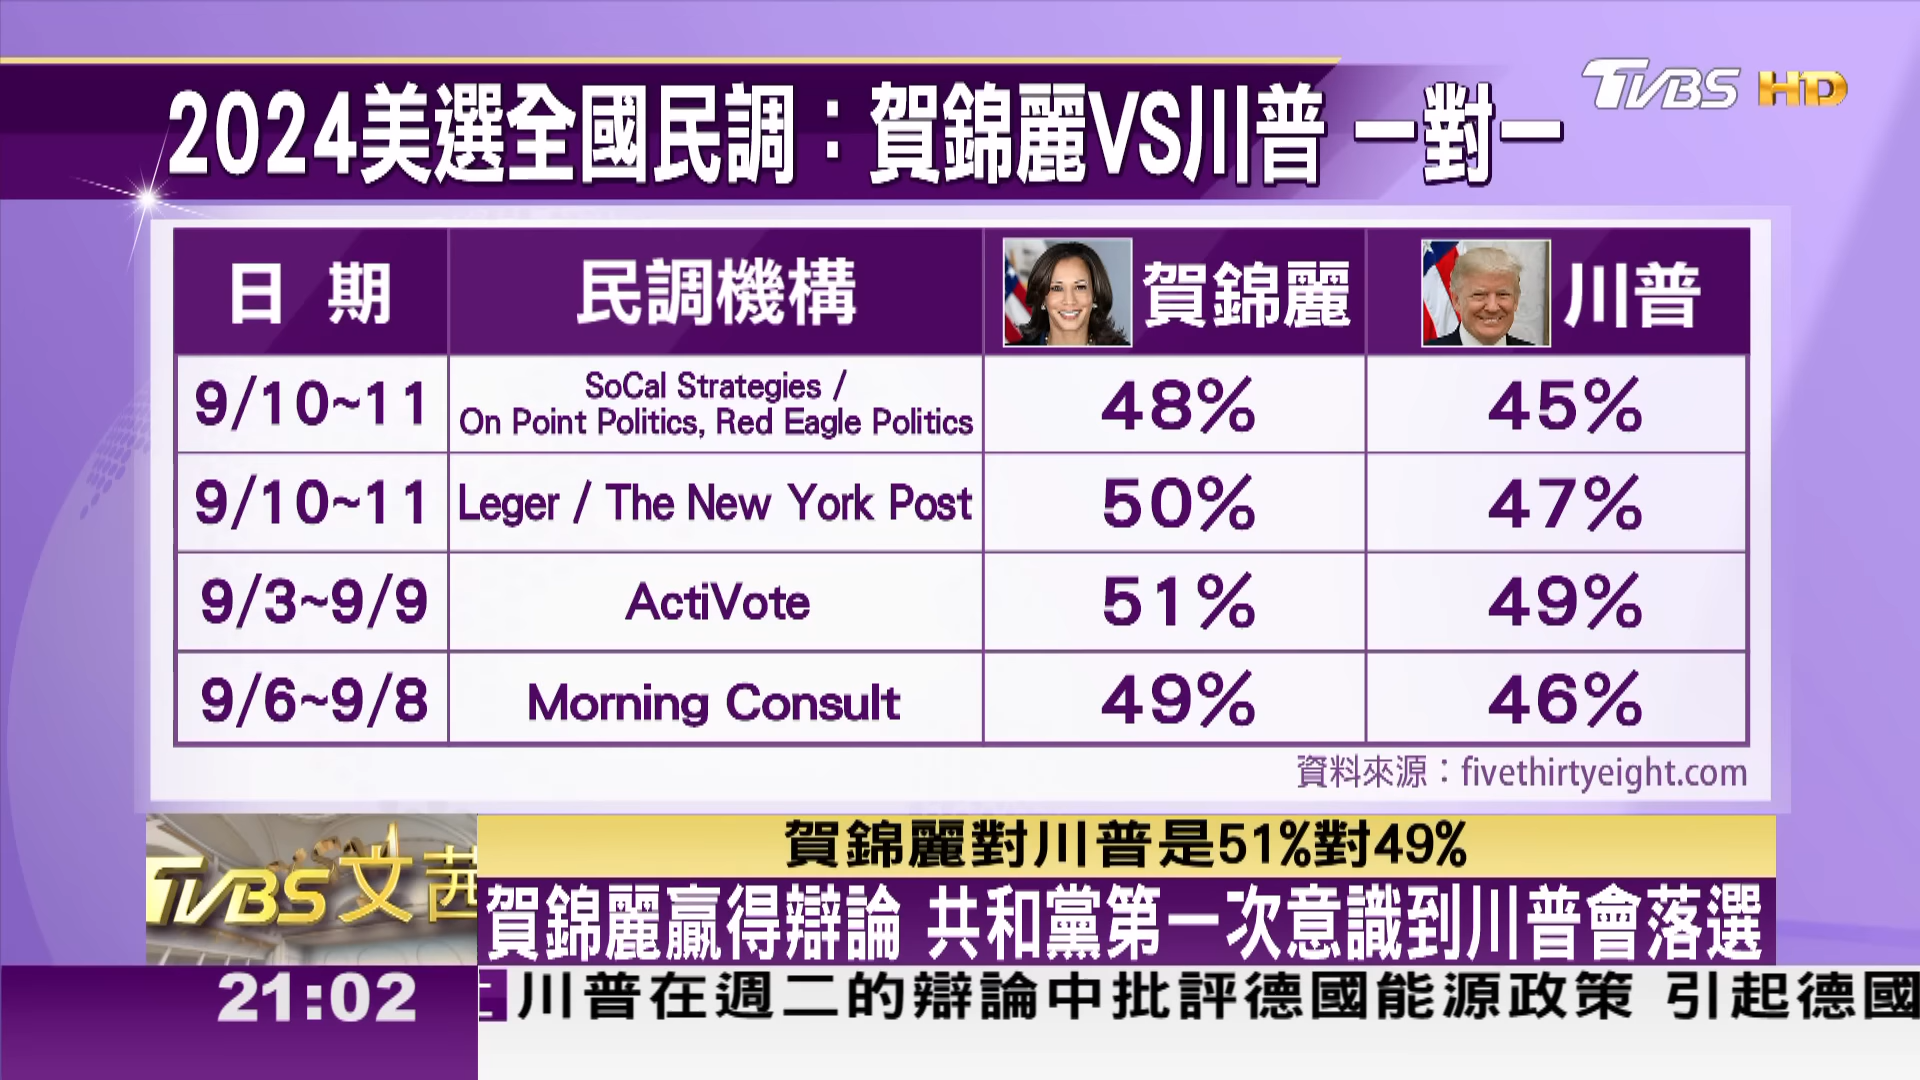 2024美選全國民調：賀錦麗VS川普 一對一
TVBS HD
日 期 民調機構 賀錦麗 川普
9/10~11 SoCal Strategies / On Point Politics, Red Eagle Politics 48% 45%
9/10~11 Leger / The New York Post 50% 47%
9/3~9/9 ActiVote 51% 49%
9/6~9/8 Morning Consult 49% 46%
資料來源：fivethirtyeight.com
賀錦麗對川普是51%對49%
TVBS 文茜
賀錦麗贏得辯論 共和黨第一次意識到川普會落選
21:02
川普在週二的辯論中批評德國能源政策 引起德國